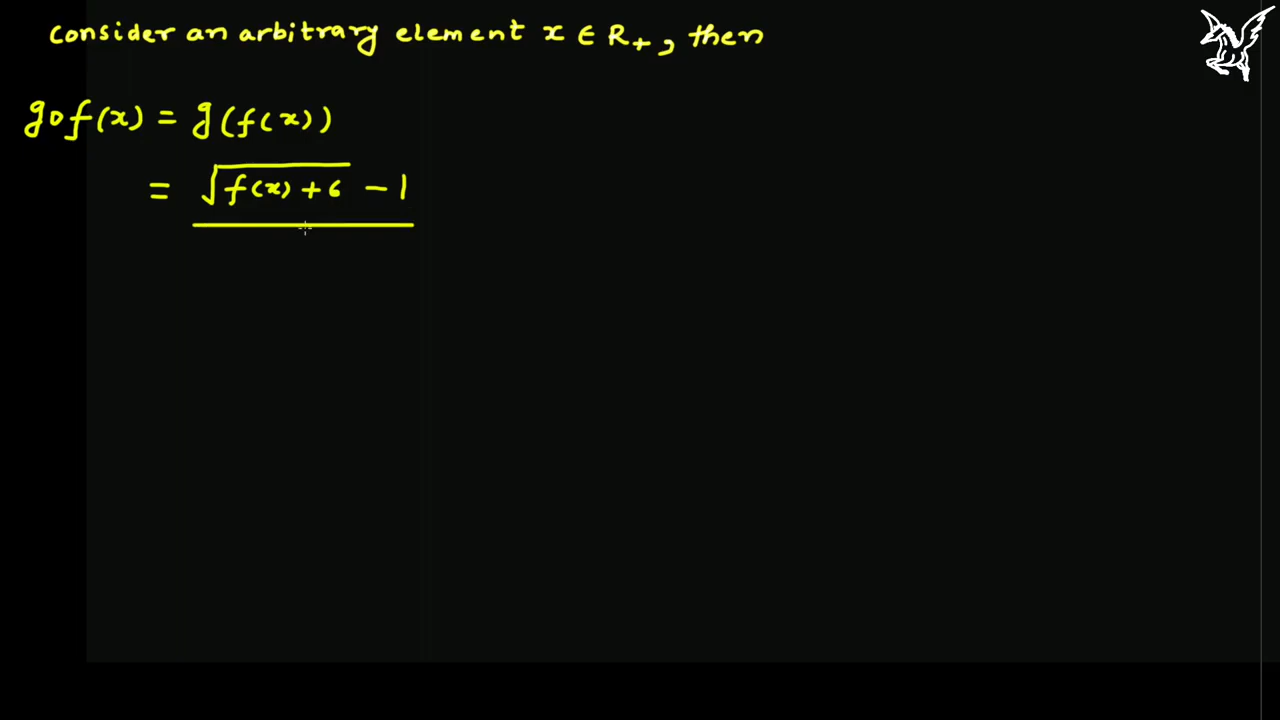 consider an arbitrary element x ∈ R₊, then
gof(x) = g(f(x))
= √(f(x) + 6) - 1